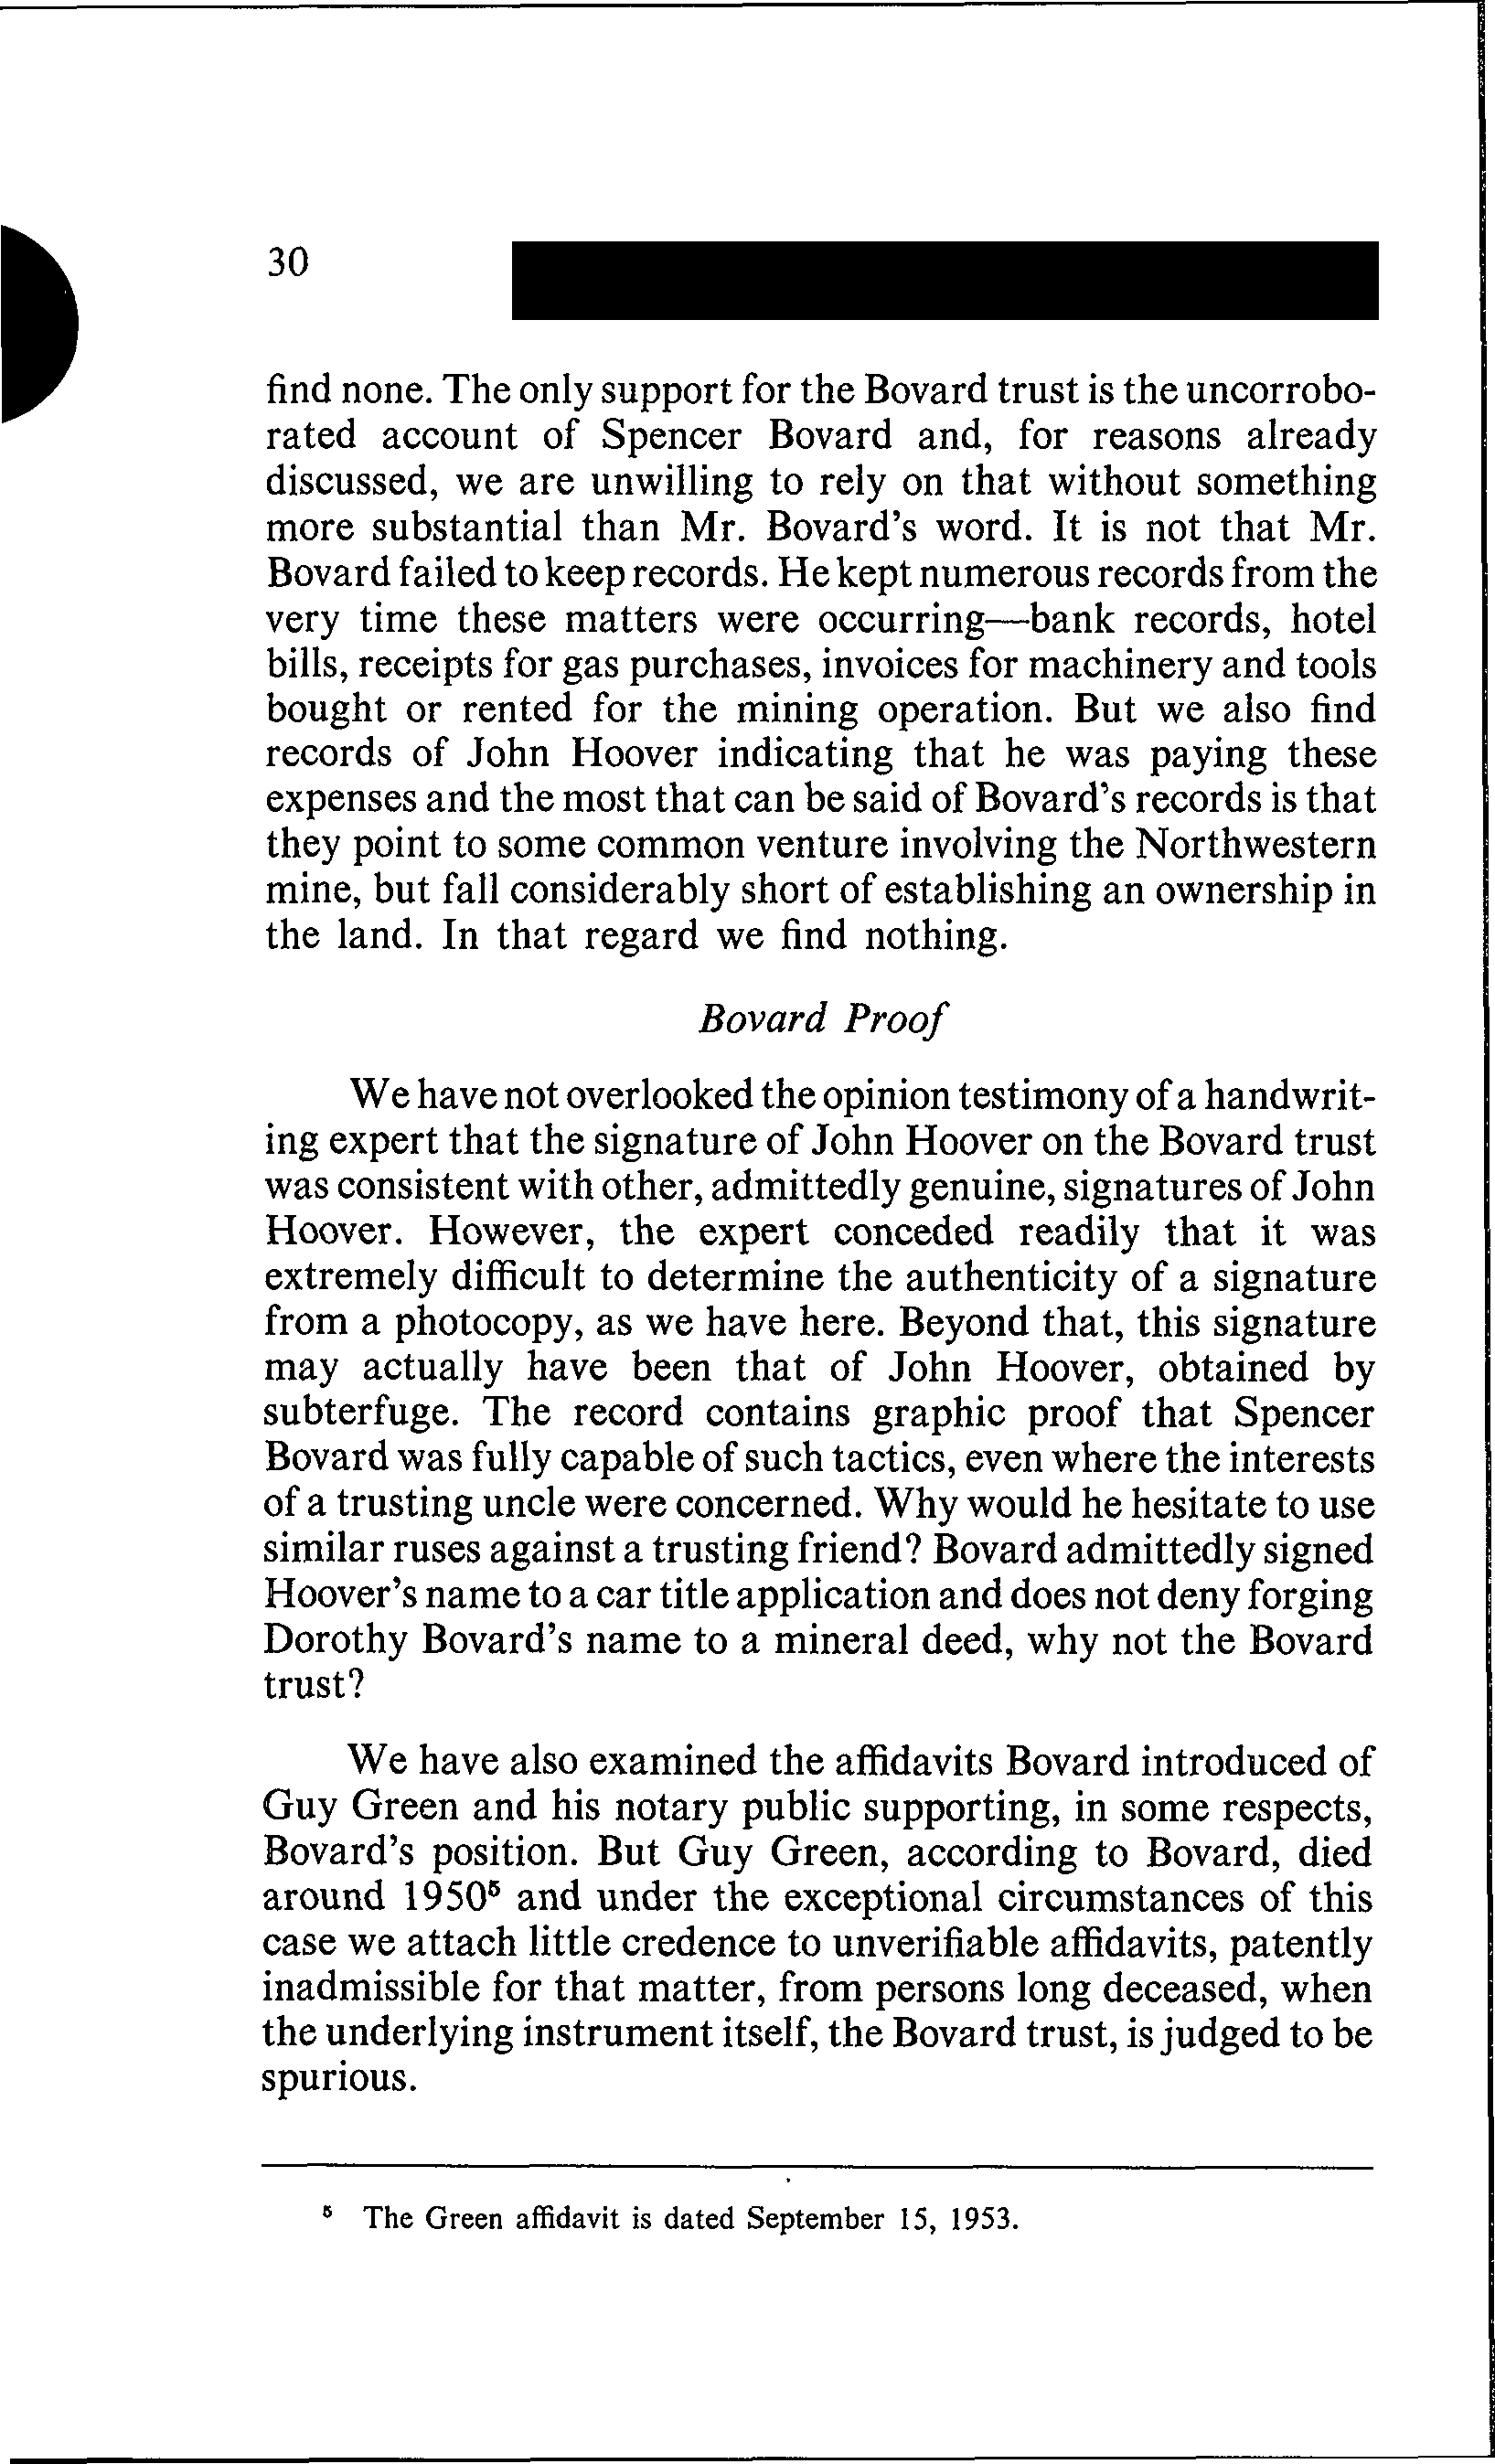 30
find none. The only support for the Bovard trust is the uncorrobo-
rated account of Spencer Bovard and, for reasons already
discussed, we are unwilling to rely on that without something
more substantial than Mr. Bovard's word. It is not that Mr.
Bovard failed to keep records. He kept numerous records from the
very time these matters were occurring—bank records, hotel
bills, receipts for gas purchases, invoices for machinery and tools
bought or rented for the mining operation. But we also find
records of John Hoover indicating that he was paying these
expenses and the most that can be said of Bovard's records is that
they point to some common venture involving the Northwestern
mine, but fall considerably short of establishing an ownership in
the land. In that regard we find nothing.
Bovard Proof
We have not overlooked the opinion testimony of a handwrit-
ing expert that the signature of John Hoover on the Bovard trust
was consistent with other, admittedly genuine, signatures of John
Hoover. However, the expert conceded readily that it was
extremely difficult to determine the authenticity of a signature
from a photocopy, as we have here. Beyond that, this signature
may actually have been that of John Hoover, obtained by
subterfuge. The record contains graphic proof that Spencer
Bovard was fully capable of such tactics, even where the interests
of a trusting uncle were concerned. Why would he hesitate to use
similar ruses against a trusting friend? Bovard admittedly signed
Hoover's name to a car title application and does not deny forging
Dorothy Bovard's name to a mineral deed, why not the Bovard
trust?
We have also examined the affidavits Bovard introduced of
Guy Green and his notary public supporting, in some respects,
Bovard's position. But Guy Green, according to Bovard, died
around 1950⁵ and under the exceptional circumstances of this
case we attach little credence to unverifiable affidavits, patently
inadmissible for that matter, from persons long deceased, when
the underlying instrument itself, the Bovard trust, is judged to be
spurious.
⁵ The Green affidavit is dated September 15, 1953.